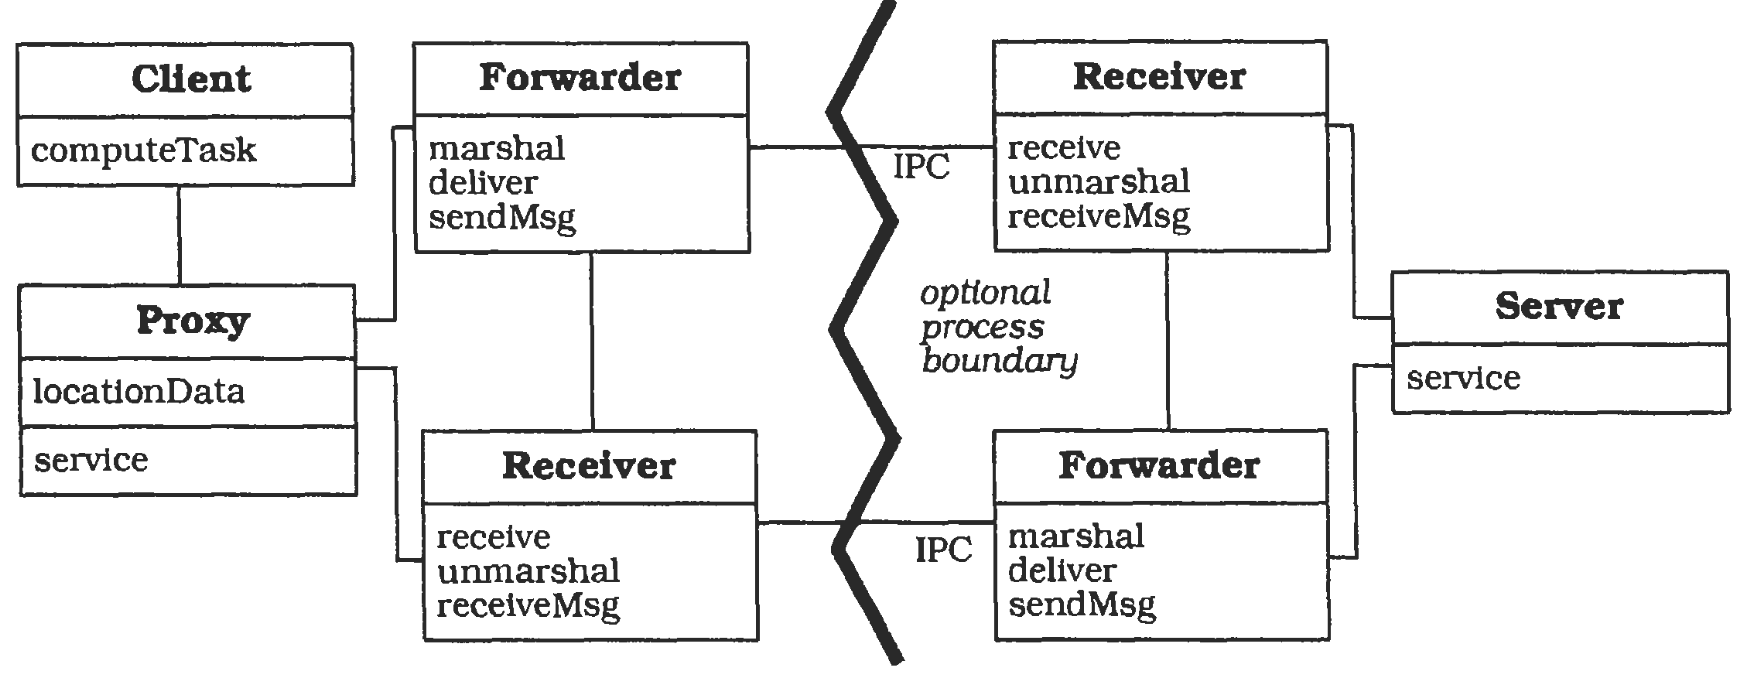 Client
computeTask
Proxy
locationData
service
Forwarder
marshal
deliver
sendMsg
Receiver
receive
unmarshal
receiveMsg
IPC
optional
process
boundary
IPC
Receiver
receive
unmarshal
receiveMsg
Forwarder
marshal
deliver
sendMsg
Server
service